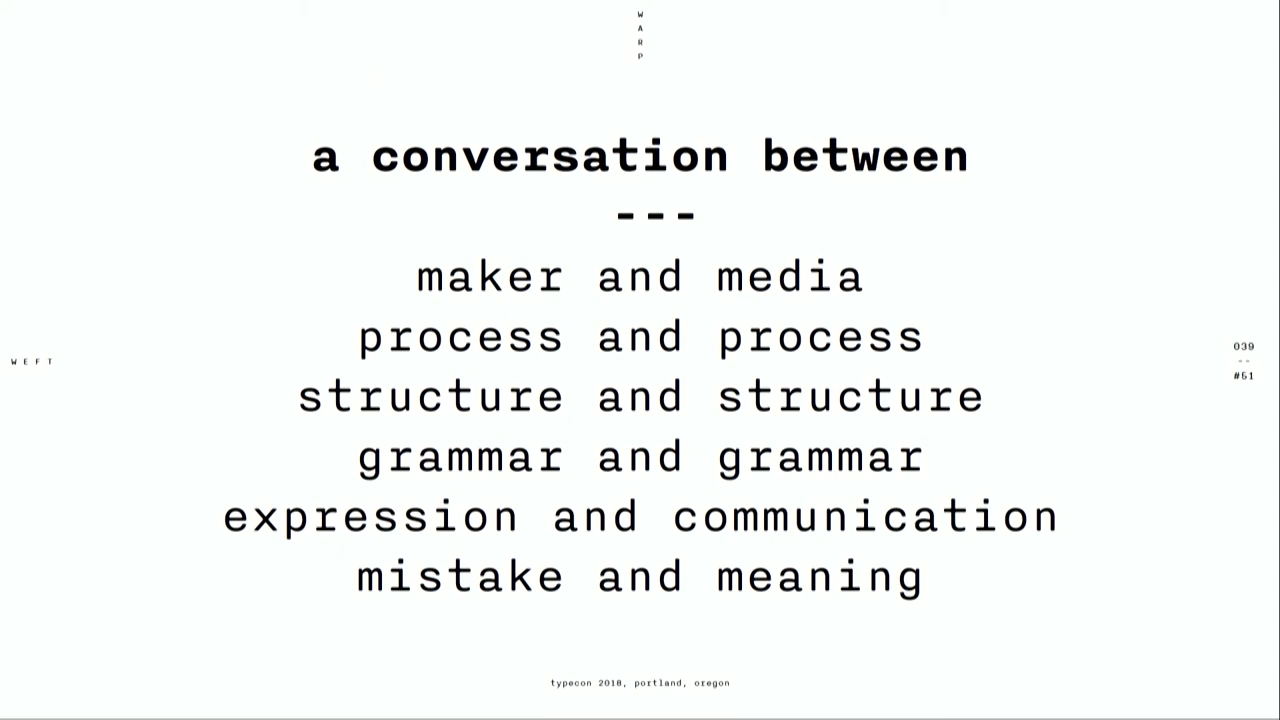 W
A
R
P
a conversation between
---
maker and media
process and process
structure and structure
grammar and grammar
expression and communication
mistake and meaning
WEFT
039
--
#51
typecon 2018, portland, oregon